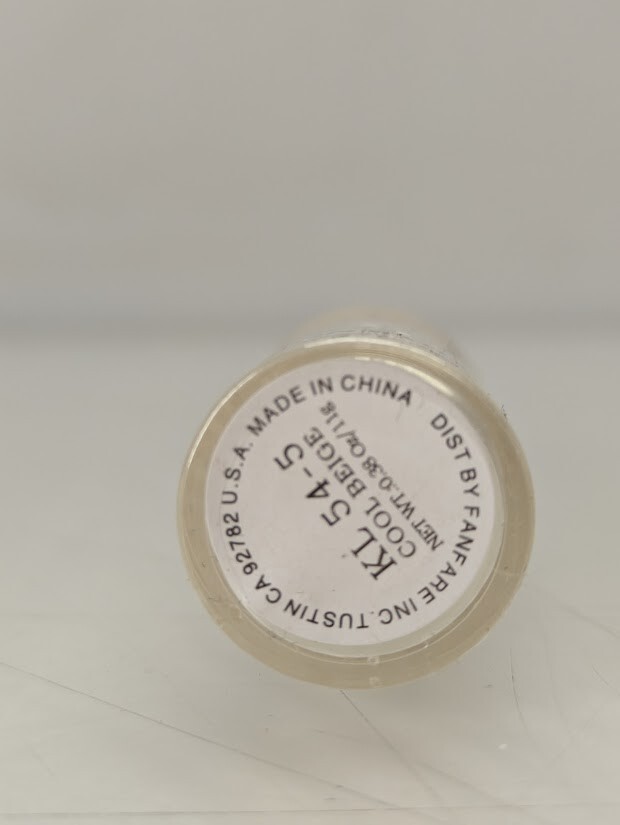 KL 54-5
COOL BEIGE
NET WT.:0.38 Oz/11g
DIST BY FANFARE INC.TUSTIN CA 92782 U.S.A. MADE IN CHINA